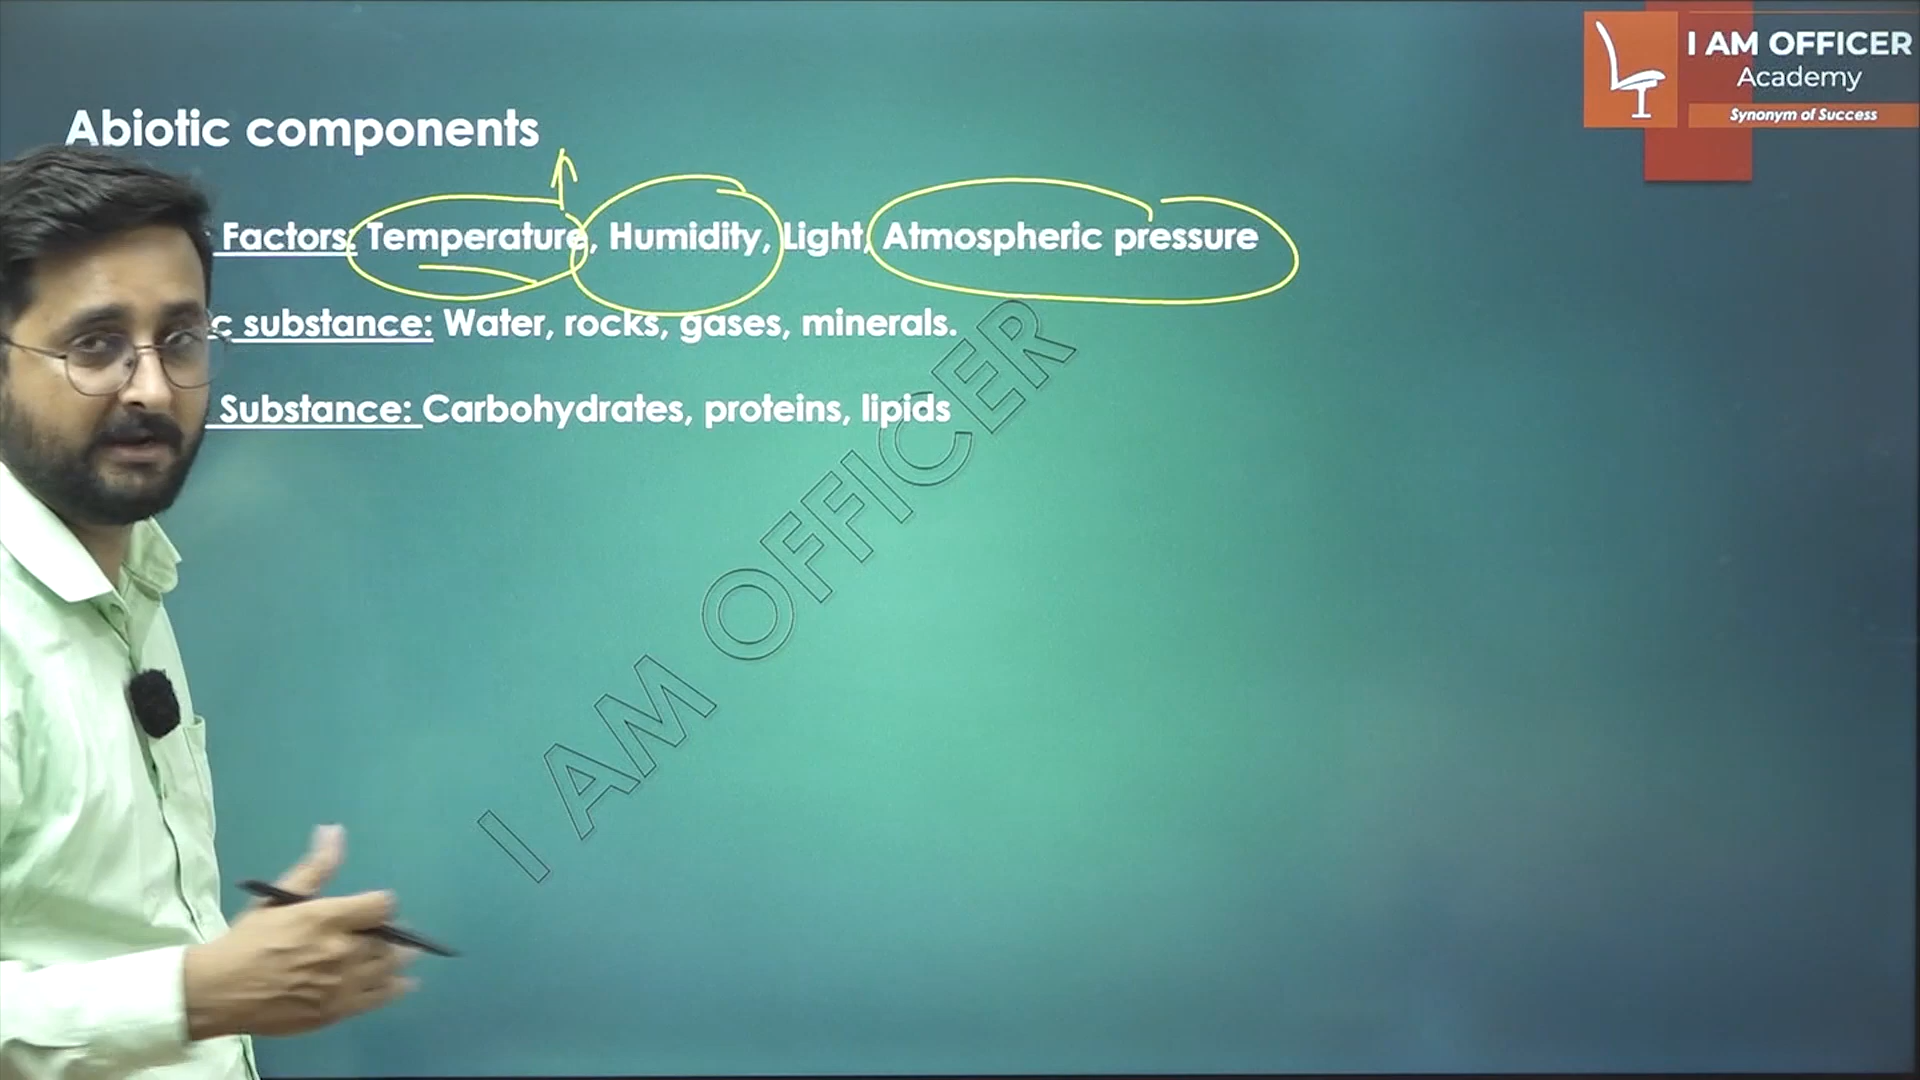 I AM OFFICER
Academy
Synonym of Success
Abiotic components
Factors: Temperature, Humidity, Light, Atmospheric pressure
c substance: Water, rocks, gases, minerals.
Substance: Carbohydrates, proteins, lipids
I AM OFFICER